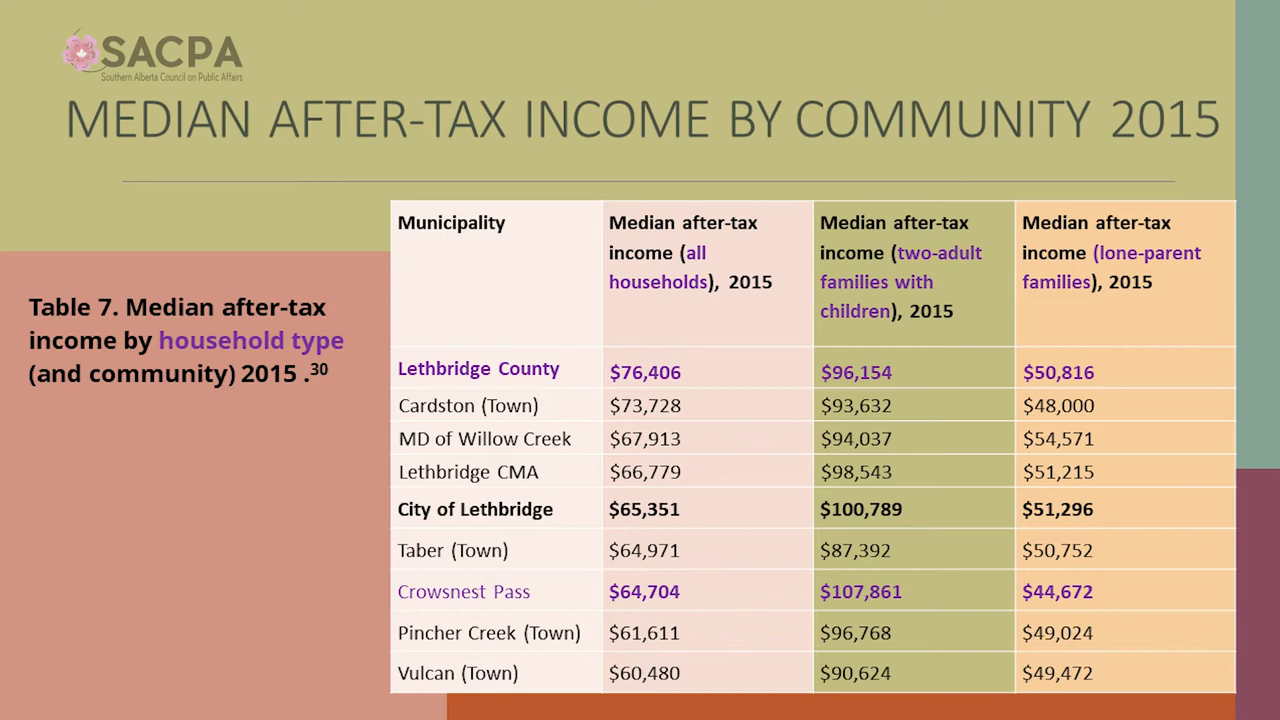 SACPA
Southern Alberta Council on Public Affairs
MEDIAN AFTER-TAX INCOME BY COMMUNITY 2015
Table 7. Median after-tax
income by household type
(and community) 2015 .30
Municipality
Median after-tax
income (all
households), 2015
Median after-tax
income (two-adult
families with
children), 2015
Median after-tax
income (lone-parent
families), 2015
Lethbridge County $76,406 $96,154 $50,816
Cardston (Town) $73,728 $93,632 $48,000
MD of Willow Creek $67,913 $94,037 $54,571
Lethbridge CMA $66,779 $98,543 $51,215
City of Lethbridge $65,351 $100,789 $51,296
Taber (Town) $64,971 $87,392 $50,752
Crowsnest Pass $64,704 $107,861 $44,672
Pincher Creek (Town) $61,611 $96,768 $49,024
Vulcan (Town) $60,480 $90,624 $49,472